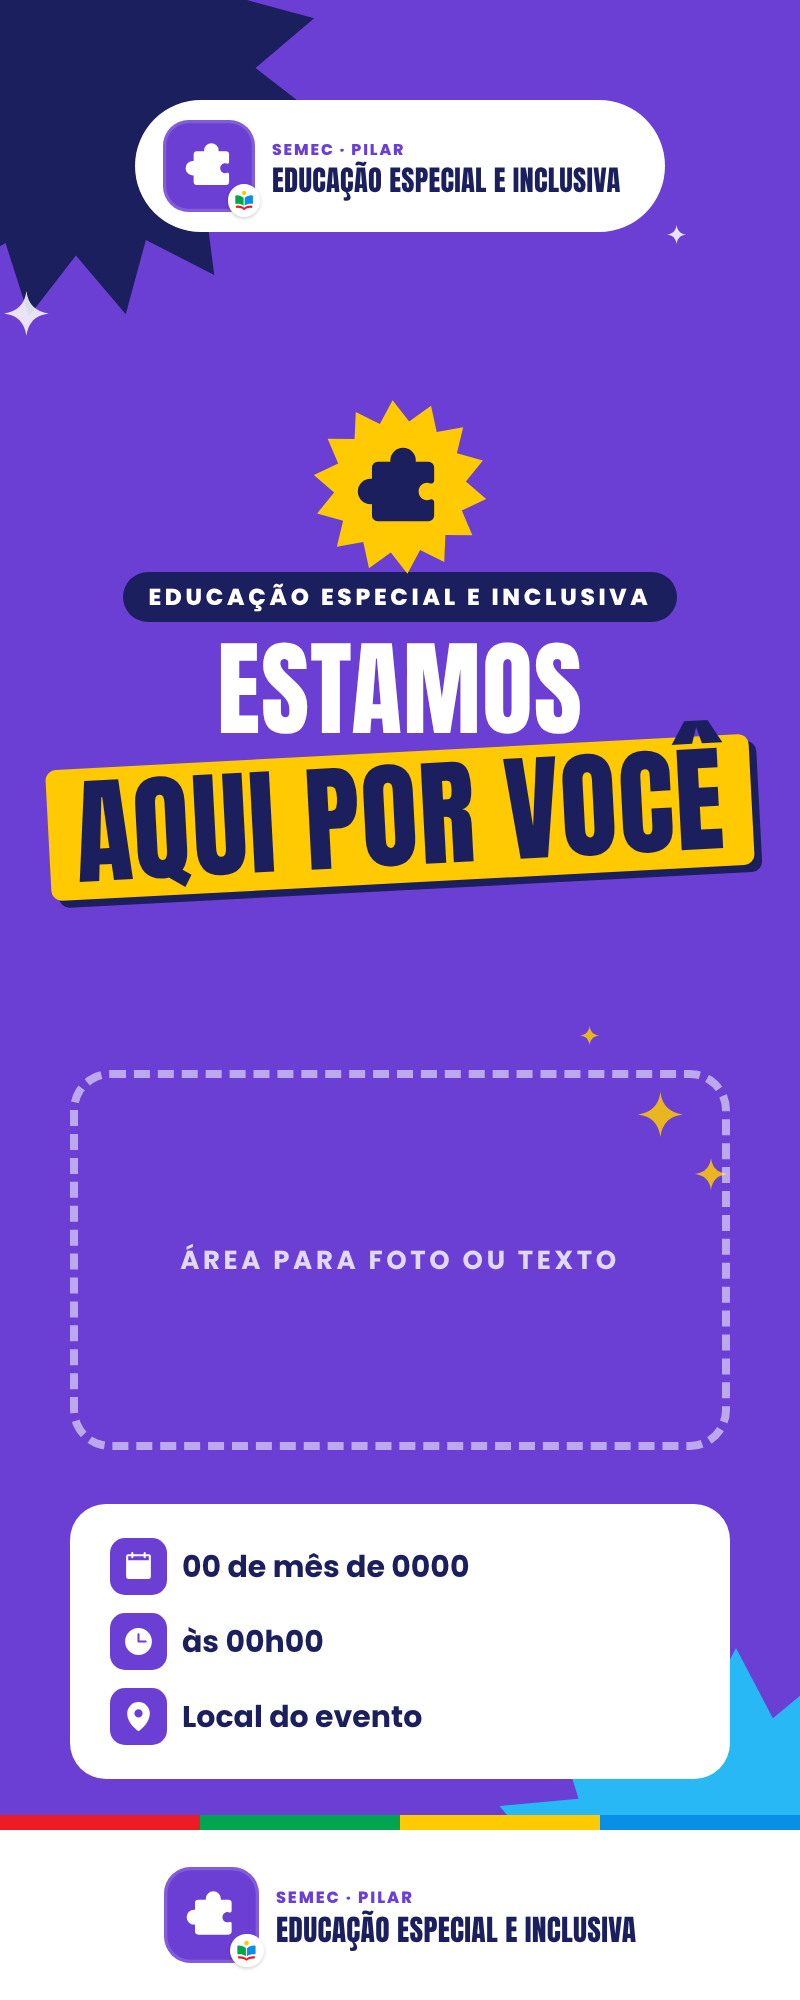 SEMEC · PILAR
EDUCAÇÃO ESPECIAL E INCLUSIVA
EDUCAÇÃO ESPECIAL E INCLUSIVA
ESTAMOS
AQUI POR VOCÊ
ÁREA PARA FOTO OU TEXTO
00 de mês de 0000
às 00h00
Local do evento
SEMEC · PILAR
EDUCAÇÃO ESPECIAL E INCLUSIVA